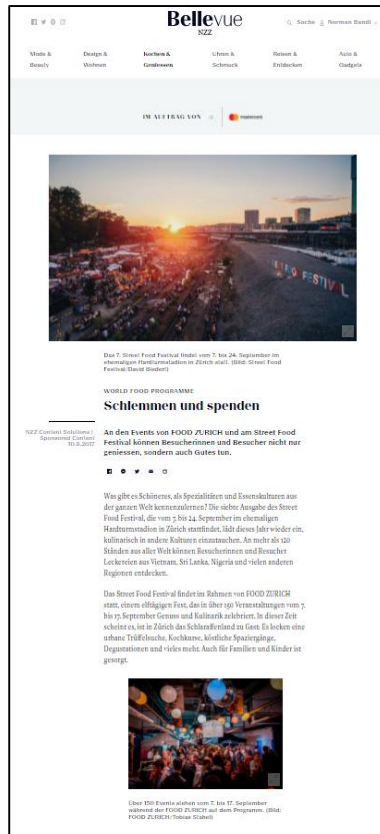 Bellevue
NZZ
Suche Norman Bandi
Mode &
Beauty
Design &
Wohnen
Kochen &
Geniessen
Uhren &
Schmuck
Reisen &
Entdecken
Auto &
Gadgets
IM AUFTRAG VON
mastercard
STREET FOOD FESTIVAL
Das 7. Street Food Festival findet vom 7. bis 24. September im
ehemaligen Hardturmstadion in Zürich statt. (Bild: Street Food
Festival/David Biedert)
WORLD FOOD PROGRAMME
Schlemmen und spenden
NZZ Content Solutions |
Sponsored Content
10.8.2017
An den Events von FOOD ZURICH und am Street Food
Festival können Besucherinnen und Besucher nicht nur
geniessen, sondern auch Gutes tun.
Was gibt es Schöneres, als Spezialitäten und Essenskulturen aus
der ganzen Welt kennenzulernen? Die siebte Ausgabe des Street
Food Festival, die vom 7. bis 24. September im ehemaligen
Hardturmstadion in Zürich stattfindet, lädt dieses Jahr wieder ein,
kulinarisch in andere Kulturen einzutauchen. An mehr als 120
Ständen aus aller Welt können Besucherinnen und Besucher
Leckereien aus Vietnam, Sri Lanka, Nigeria und vielen anderen
Regionen entdecken.
Das Street Food Festival findet im Rahmen von FOOD ZURICH
statt, einem elftägigen Fest, das in über 150 Veranstaltungen vom 7.
bis 17. September Genuss und Kulinarik zelebriert. In dieser Zeit
scheint es, ist in Zürich das Schlaraffenland zu Gast: Es locken eine
urbane Trüffelsuche, Kochkurse, köstliche Spaziergänge,
Degustationen und vieles mehr. Auch für Familien und Kinder ist
gesorgt.
Über 150 Events stehen vom 7. bis 17. September
während der FOOD ZURICH auf dem Programm. (Bild:
FOOD ZURICH/Tobias Stahel)